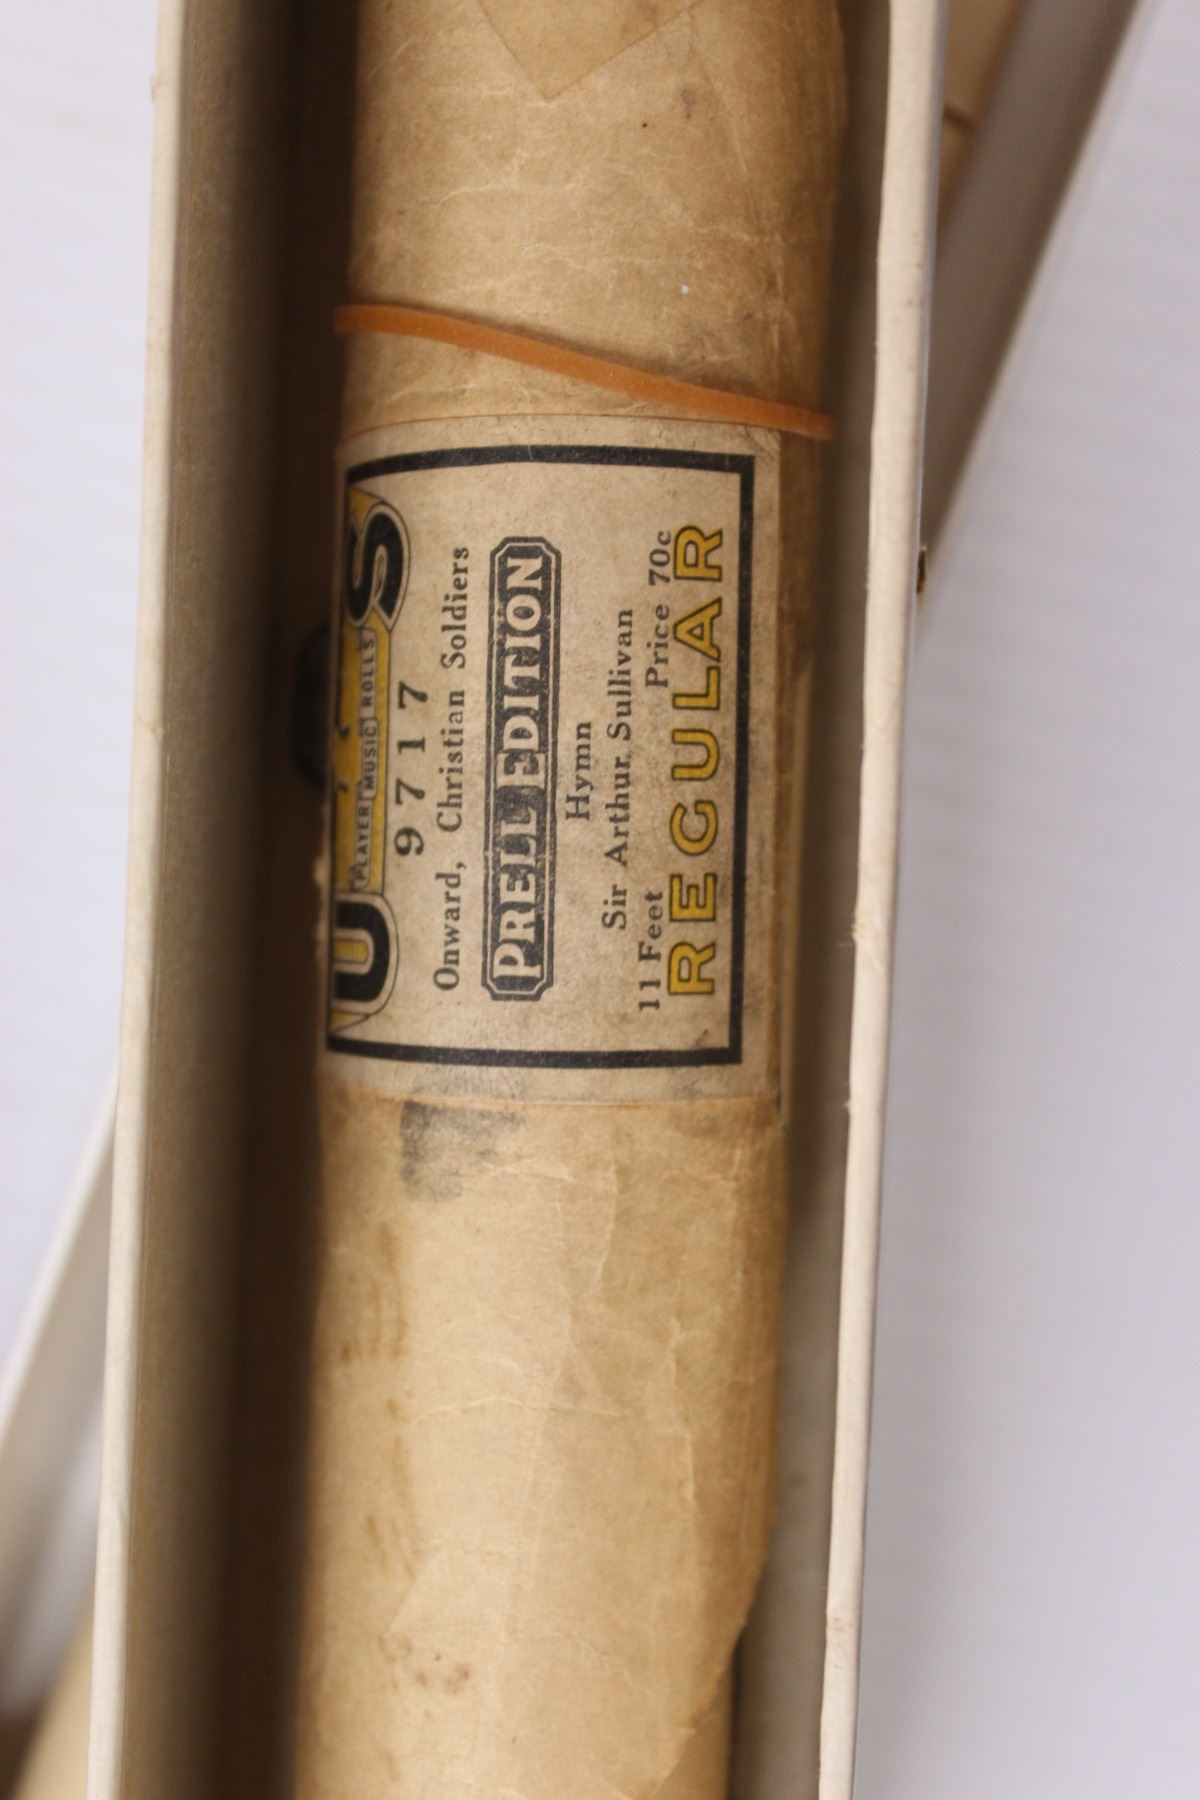 U S
PLAYER MUSIC ROLLS
9717
Onward, Christian Soldiers
PRELL EDITION
Hymn
Sir Arthur Sullivan
11 Feet Price 70c
REGULAR